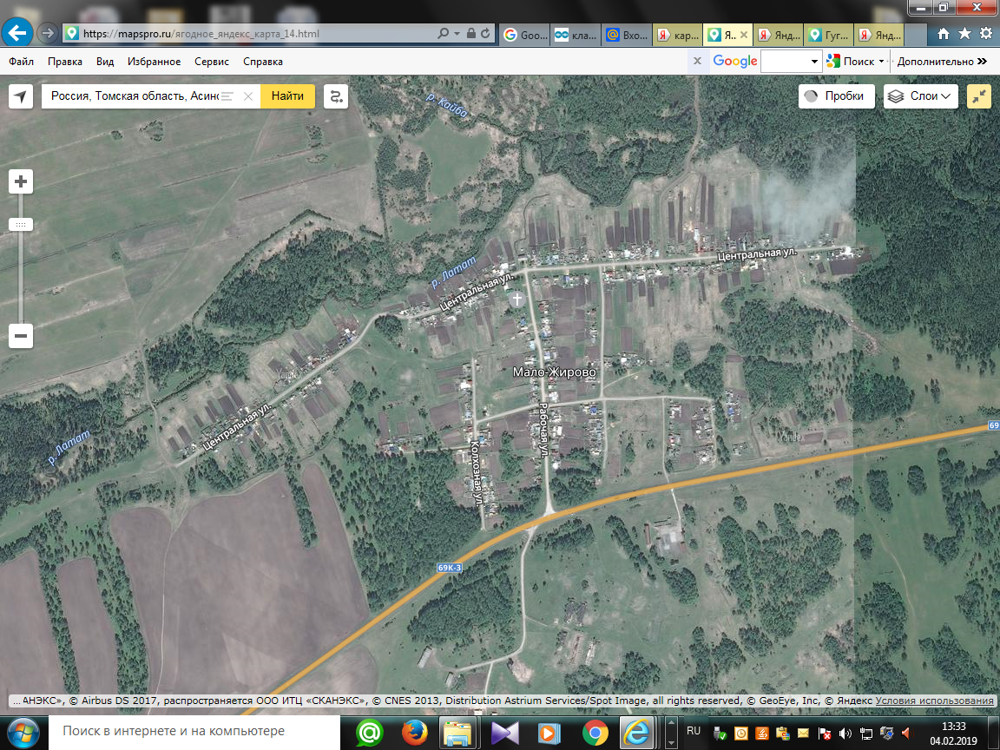 https://mapspro.ru/ягодное_яндекс_карта_14.html
Goo...
кла...
Вхо...
кар...
Я...
Янд...
Гуг...
Янд...
Файл Правка Вид Избранное Сервис Справка
x Google Поиск Дополнительно »
Россия, Томская область, Асин
Найти
Пробки
Слои
р. Койба
р. Латат
Центральная ул.
Центральная ул.
Мало-Жирово
Yandex
Центральная ул.
Рабочая ул.
р. Латат
69
Yandex
Колхозная ул.
69К-3
...АНЭКС», © Airbus DS 2017, распространяется ООО ИТЦ «СКАНЭКС», © CNES 2013, Distribution Astrium Services/Spot Image, all rights reserved, © GeoEye, Inc, © Яндекс Условия использования
Поиск в интернете и на компьютере
RU
13:33
04.02.2019